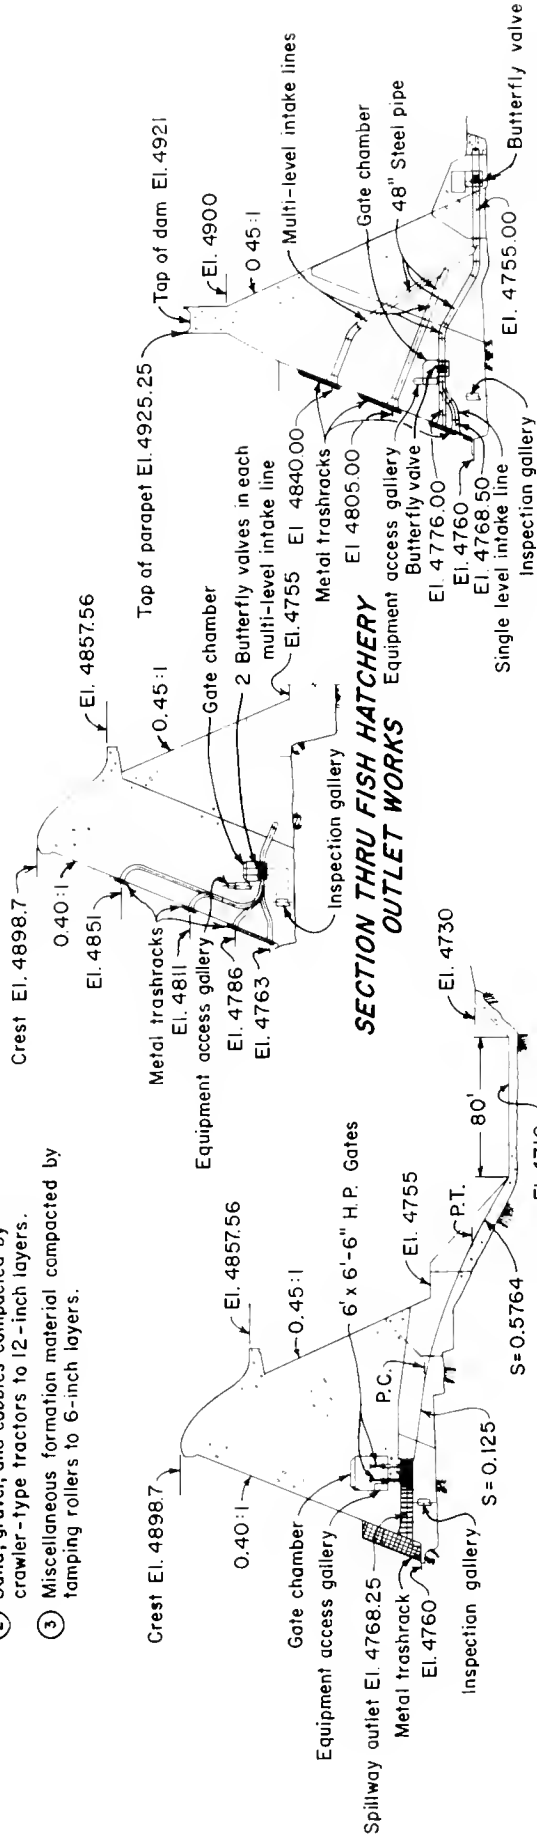 crawler-type tractors to 12-inch layers.
③ Miscellaneous formation material compacted by
tamping rollers to 6-inch layers.
Crest El. 4898.7
0.40:1
El. 4857.56
0.45:1
Gate chamber
Equipment access gallery
Spillway outlet El. 4768.25
Metal trashrack
El. 4760
Inspection gallery
6' x 6'-6" H.P. Gates
P.C.
El. 4755
P.T.
S=0.125
S=0.5764
80'
El. 4730
Crest El. 4898.7
0.40:1
El. 4851
Metal trashracks
El. 4811
Equipment access gallery
El. 4786
El. 4763
El. 4857.56
0.45:1
Gate chamber
2 Butterfly valves in each
multi-level intake line
El. 4755
Inspection gallery
SECTION THRU FISH HATCHERY
OUTLET WORKS
Top of parapet El. 4925.25
Top of dam El. 4921
El. 4900
0.45:1
Multi-level intake lines
Metal trashracks
El 4840.00
El 4805.00
Gate chamber
48" Steel pipe
Equipment access gallery
Butterfly valve
El. 4776.00
El. 4760
El. 4768.50
Single level intake line
Inspection gallery
El. 4755.00
Butterfly valve